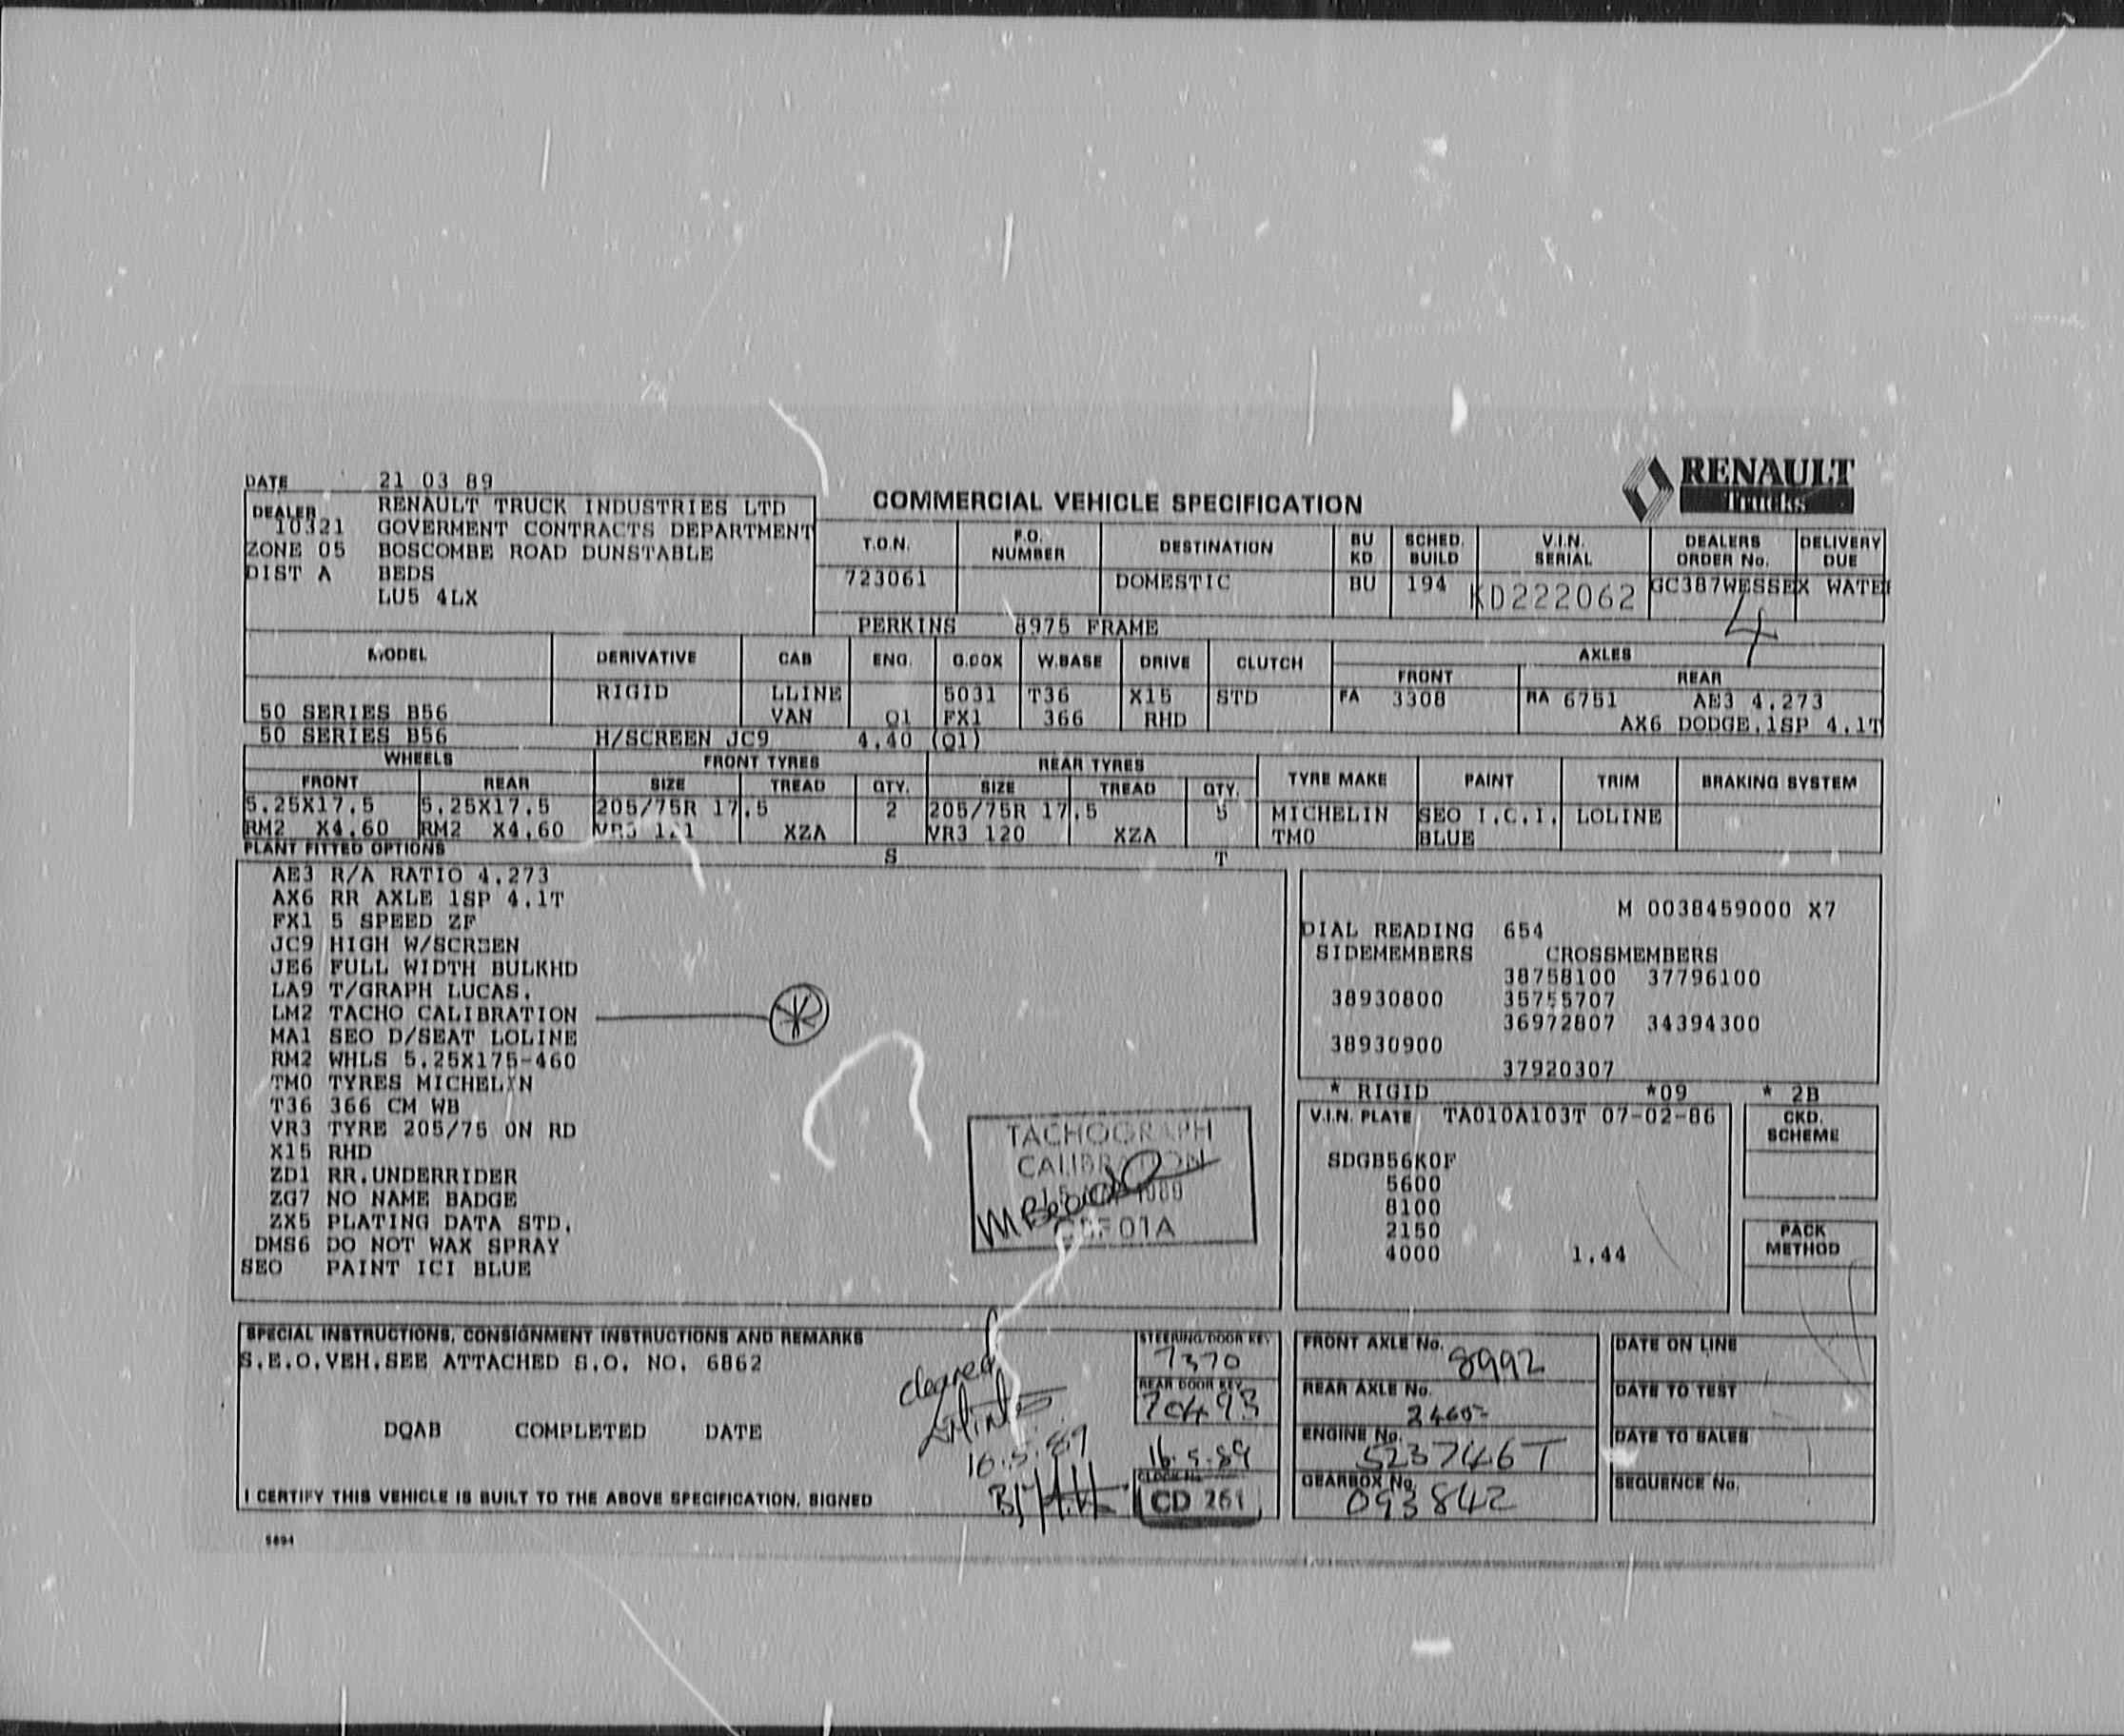 DATE 21 03 89
RENAULT Trucks
COMMERCIAL VEHICLE SPECIFICATION
DEALER RENAULT TRUCK INDUSTRIES LTD
10321 GOVERMENT CONTRACTS DEPARTMENT
ZONE 05 BOSCOMBE ROAD DUNSTABLE
DIST A BEDS
LU5 4LX
T.O.N. P.O. NUMBER DESTINATION BU KD SCHED. BUILD V.I.N. SERIAL DEALERS ORDER No. DELIVERY DUE
723061 DOMESTIC BU 194 KD222062 GC387WESSEX WATE
4
PERKINS 8975 FRAME
MODEL DERIVATIVE CAB ENG. G.BOX W.BASE DRIVE CLUTCH AXLES
FRONT REAR
RIGID LLINE 5031 T36 X15 STD FA 3308 RA 6751 AE3 4.273
50 SERIES B56 VAN Q1 FX1 366 RHD AX6 DODGE.1SP 4.1T
50 SERIES B56 H/SCREEN JC9 4.40 (Q1)
WHEELS FRONT TYRES REAR TYRES TYRE MAKE PAINT TRIM BRAKING SYSTEM
FRONT REAR SIZE TREAD QTY. SIZE TREAD QTY.
5.25X17.5 5.25X17.5 205/75R 17.5 2 205/75R 17.5 5 MICHELIN SEO I.C.I. LOLINE
RM2 X4.60 RM2 X4.60 VR3 XZA VR3 120 XZA TMO BLUE
PLANT FITTED OPTIONS S T
AE3 R/A RATIO 4.273
AX6 RR AXLE 1SP 4.1T
FX1 5 SPEED ZF
JC9 HIGH W/SCREEN
JE6 FULL WIDTH BULKHD
LA9 T/GRAPH LUCAS.
LM2 TACHO CALIBRATION
MA1 SEO D/SEAT LOLINE
RM2 WHLS 5.25X175-460
TMO TYRES MICHELIN
T36 366 CM WB
VR3 TYRE 205/75 ON RD
X15 RHD
ZD1 RR.UNDERRIDER
ZG7 NO NAME BADGE
ZX5 PLATING DATA STD.
DMS6 DO NOT WAX SPRAY
SEO PAINT ICI BLUE
TACHOGRAPH
CALIBRATION
1989
01A
M 0038459000 X7
DIAL READING 654
SIDEMEMBERS CROSSMEMBERS
38758100 37796100
38930800 35755707
36972807 34394300
38930900
37920307
* RIGID *09 * 2B
V.I.N. PLATE TA010A103T 07-02-86
SDGB56K0F
5600
8100
2150
4000 1.44
CKD. SCHEME
PACK METHOD
SPECIAL INSTRUCTIONS, CONSIGNMENT INSTRUCTIONS AND REMARKS
S.E.O.VEH.SEE ATTACHED S.O. NO. 6862
DQAB COMPLETED DATE
cleared
16.5.89
I CERTIFY THIS VEHICLE IS BUILT TO THE ABOVE SPECIFICATION. SIGNED
STEERING/DOOR KEY
7370
REAR DOOR KEY
70493
16.5.89
CLOCK No.
CD 261
FRONT AXLE No. 8992
REAR AXLE No.
ENGINE No. 523746T
GEARBOX No. 093842
DATE ON LINE
DATE TO TEST
DATE TO SALES
SEQUENCE No.
5894